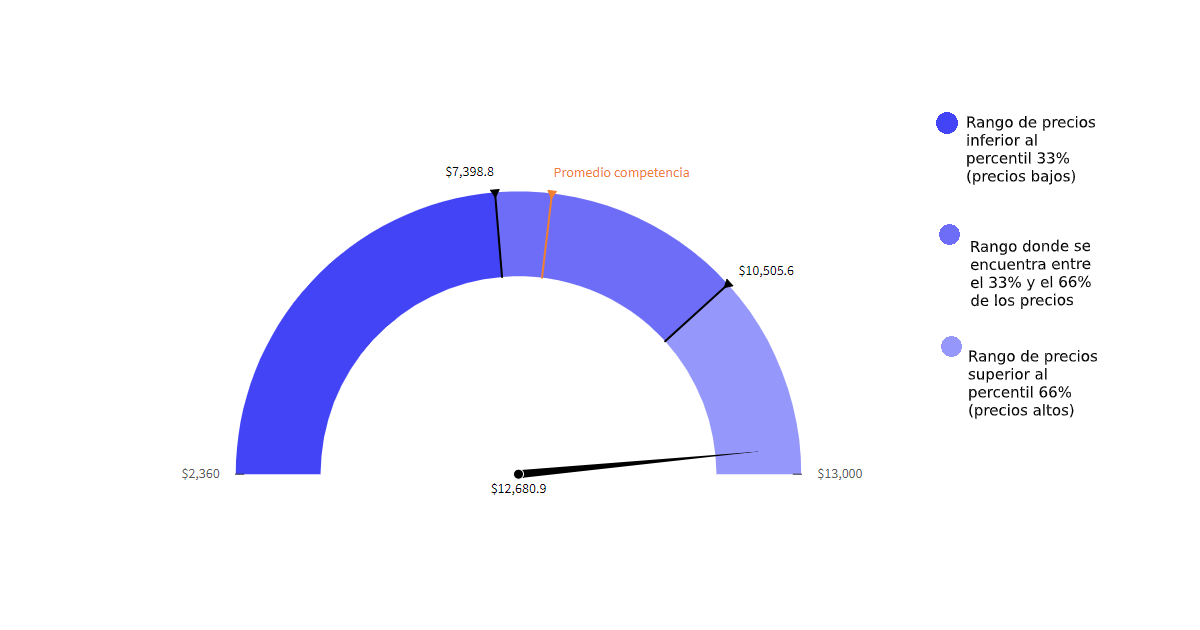 $7,398.8
Promedio competencia
$10,505.6
$2,360
$13,000
$12,680.9
Rango de precios
inferior al
percentil 33%
(precios bajos)
Rango donde se
encuentra entre
el 33% y el 66%
de los precios
Rango de precios
superior al
percentil 66%
(precios altos)